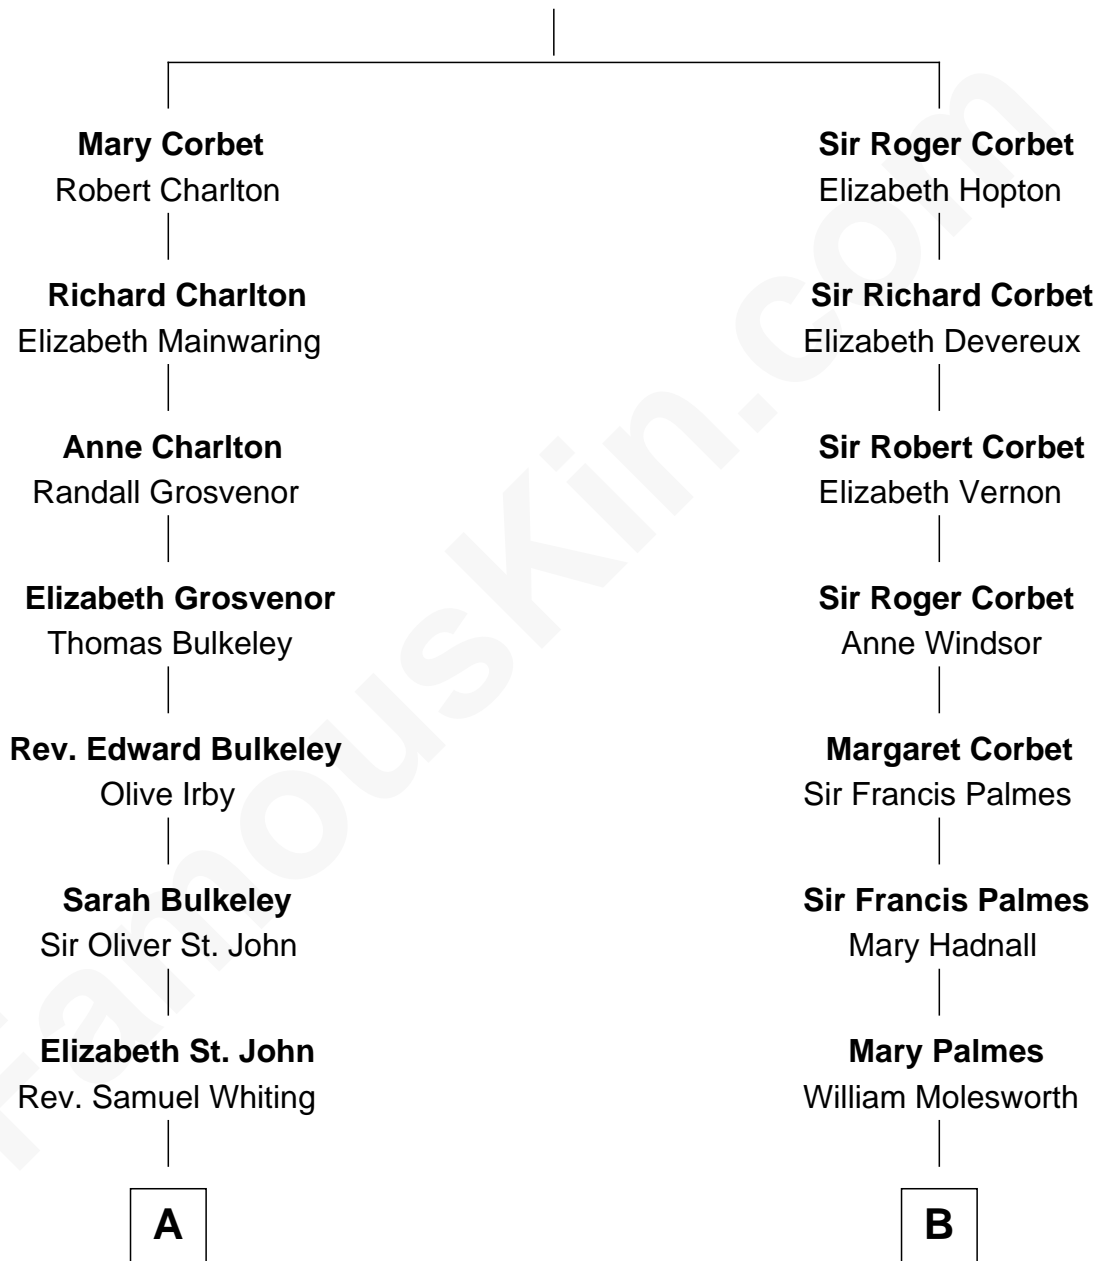 Mary Corbet
Robert Charlton
Richard Charlton
Elizabeth Mainwaring
Anne Charlton
Randall Grosvenor
Elizabeth Grosvenor
Thomas Bulkeley
Rev. Edward Bulkeley
Olive Irby
Sarah Bulkeley
Sir Oliver St. John
Elizabeth St. John
Rev. Samuel Whiting
A
Sir Roger Corbet
Elizabeth Hopton
Sir Richard Corbet
Elizabeth Devereux
Sir Robert Corbet
Elizabeth Vernon
Sir Roger Corbet
Anne Windsor
Margaret Corbet
Sir Francis Palmes
Sir Francis Palmes
Mary Hadnall
Mary Palmes
William Molesworth
B
FamousKin.com